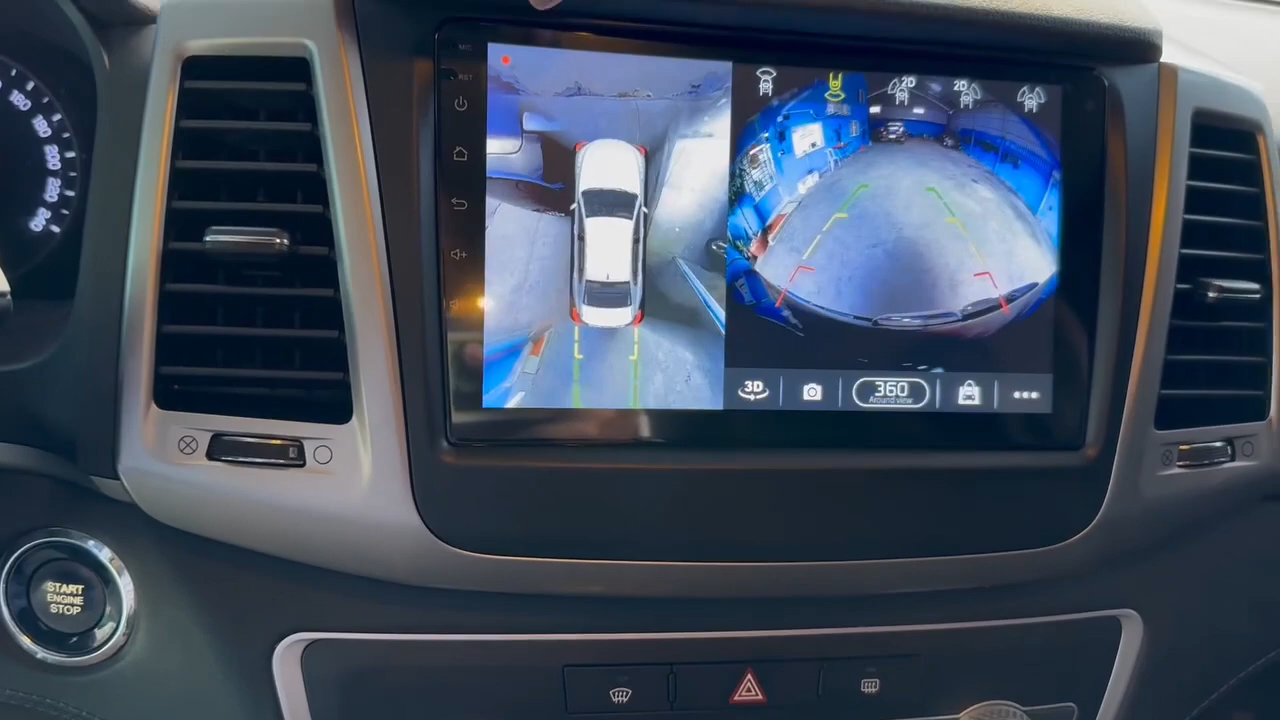 160
180
200
220
240
MIC
RST
2D
2D
3D
360
Around view
START
ENGINE
STOP